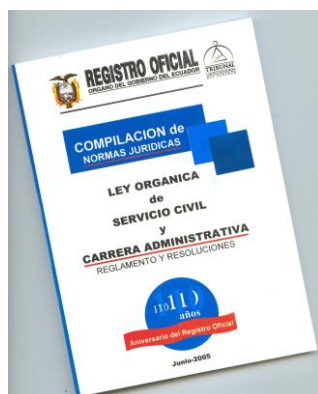 REGISTRO OFICIAL
ORGANO DEL GOBIERNO DEL ECUADOR
TRIBUNAL
COMPILACION de
NORMAS JURIDICAS
LEY ORGANICA
de
SERVICIO CIVIL
y
CARRERA ADMINISTRATIVA
REGLAMENTO Y RESOLUCIONES
110
años
Aniversario del Registro Oficial
Junio-2005